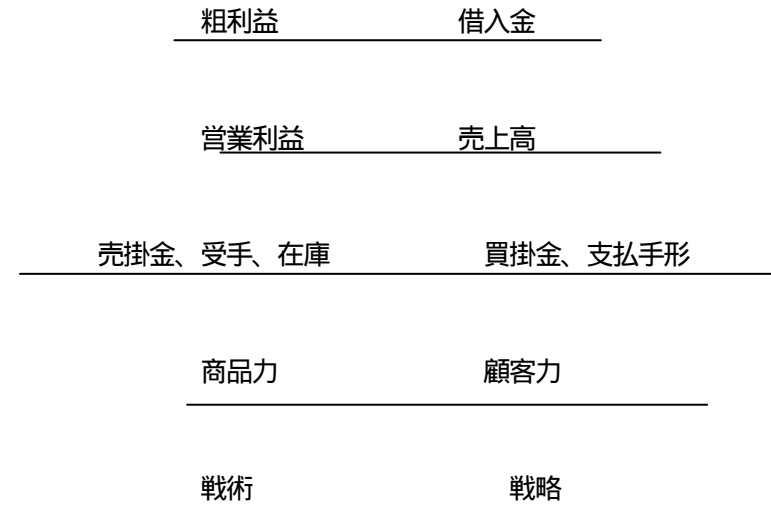 粗利益 借入金
営業利益 売上高
売掛金、受手、在庫 買掛金、支払手形
商品力 顧客力
戦術 戦略